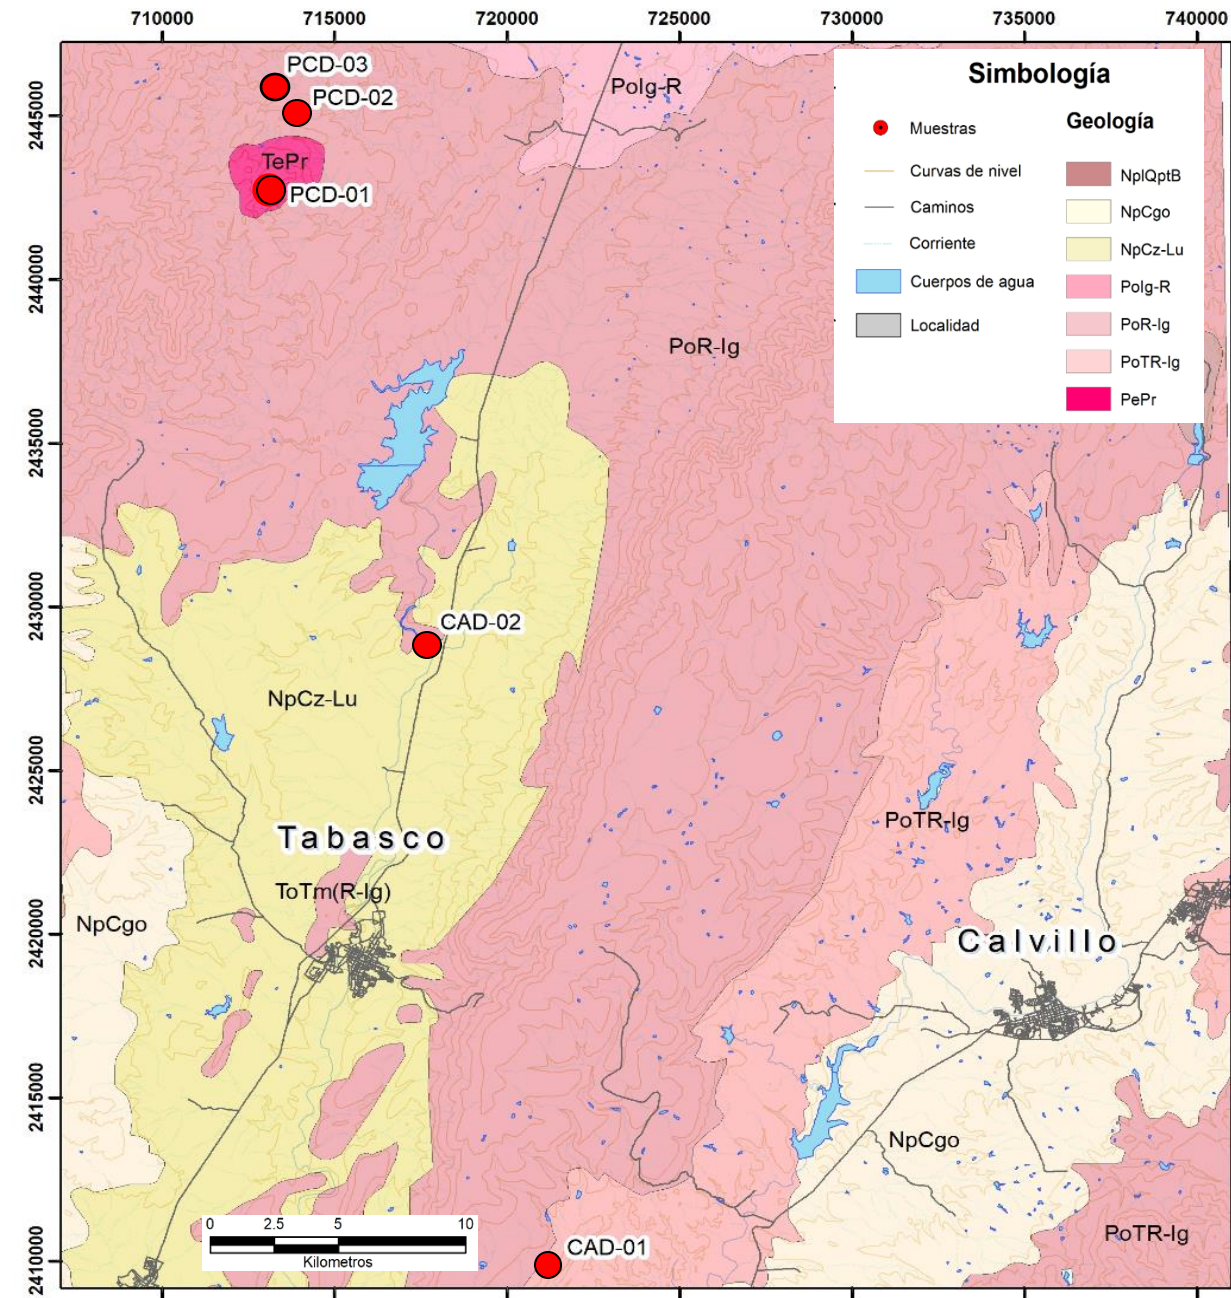 710000 715000 720000 725000 730000 735000 740000
2445000
2440000
2435000
2430000
2425000
2420000
2415000
2410000
PCD-03
PCD-02
TePr
PCD-01
PoIg-R
PoR-Ig
CAD-02
NpCz-Lu
Tabasco
ToTm(R-Ig)
NpCgo
PoTR-Ig
Calvillo
NpCgo
PoTR-Ig
CAD-01
0 2.5 5 10
Kilometros
Simbología
Muestras
Curvas de nivel
Caminos
Corriente
Cuerpos de agua
Localidad
Geología
NplQptB
NpCgo
NpCz-Lu
PoIg-R
PoR-Ig
PoTR-Ig
PePr